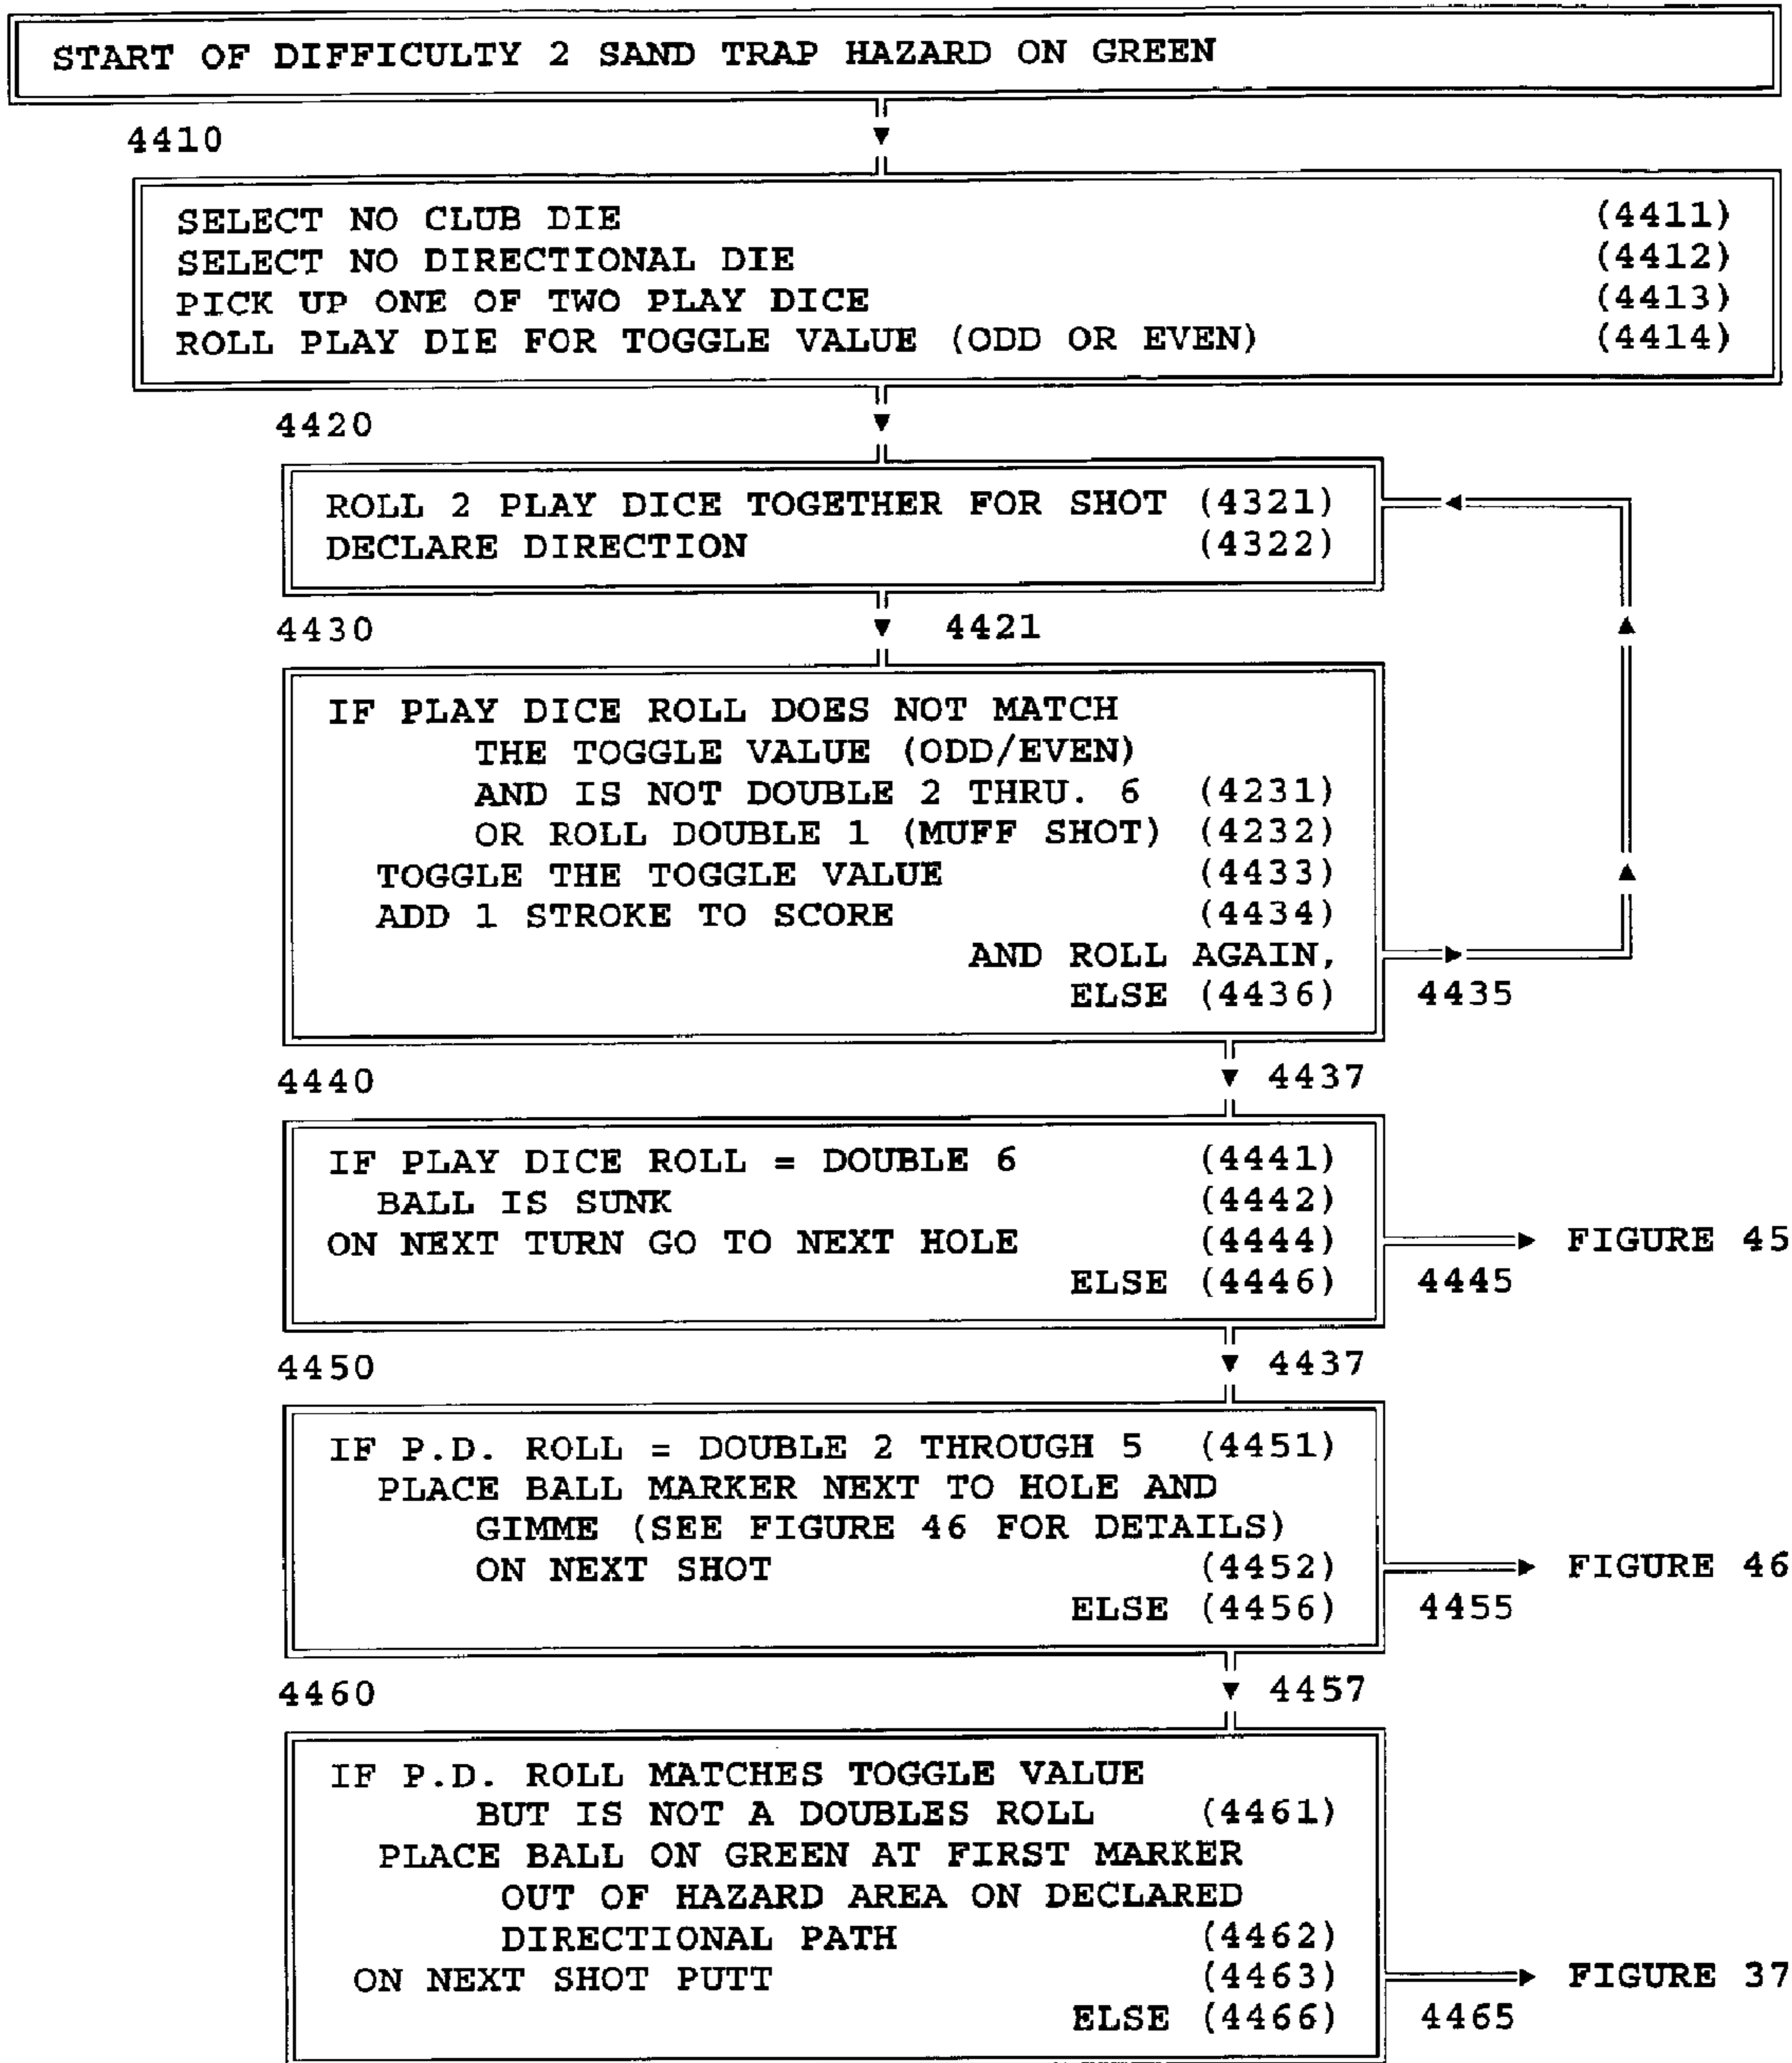 START OF DIFFICULTY 2 SAND TRAP HAZARD ON GREEN
4410
SELECT NO CLUB DIE (4411)
SELECT NO DIRECTIONAL DIE (4412)
PICK UP ONE OF TWO PLAY DICE (4413)
ROLL PLAY DIE FOR TOGGLE VALUE (ODD OR EVEN) (4414)
4420
ROLL 2 PLAY DICE TOGETHER FOR SHOT (4321)
DECLARE DIRECTION (4322)
4430 4421
IF PLAY DICE ROLL DOES NOT MATCH
THE TOGGLE VALUE (ODD/EVEN)
AND IS NOT DOUBLE 2 THRU. 6 (4231)
OR ROLL DOUBLE 1 (MUFF SHOT) (4232)
TOGGLE THE TOGGLE VALUE (4433)
ADD 1 STROKE TO SCORE (4434)
AND ROLL AGAIN,
ELSE (4436) 4435
4440 4437
IF PLAY DICE ROLL = DOUBLE 6 (4441)
BALL IS SUNK (4442)
ON NEXT TURN GO TO NEXT HOLE (4444) FIGURE 45
ELSE (4446) 4445
4450 4437
IF P.D. ROLL = DOUBLE 2 THROUGH 5 (4451)
PLACE BALL MARKER NEXT TO HOLE AND
GIMME (SEE FIGURE 46 FOR DETAILS)
ON NEXT SHOT (4452) FIGURE 46
ELSE (4456) 4455
4460 4457
IF P.D. ROLL MATCHES TOGGLE VALUE
BUT IS NOT A DOUBLES ROLL (4461)
PLACE BALL ON GREEN AT FIRST MARKER
OUT OF HAZARD AREA ON DECLARED
DIRECTIONAL PATH (4462)
ON NEXT SHOT PUTT (4463) FIGURE 37
ELSE (4466) 4465